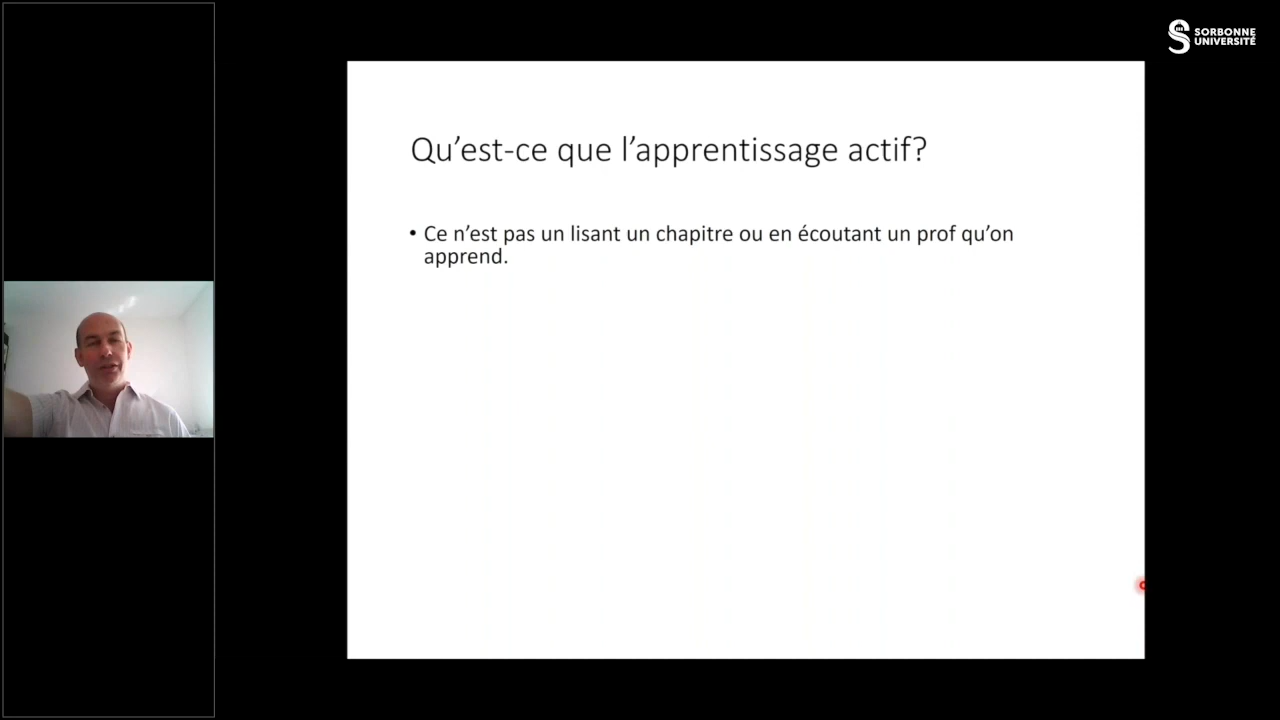 SORBONNE
UNIVERSITÉ
Qu’est-ce que l’apprentissage actif?
• Ce n’est pas un lisant un chapitre ou en écoutant un prof qu’on
apprend.